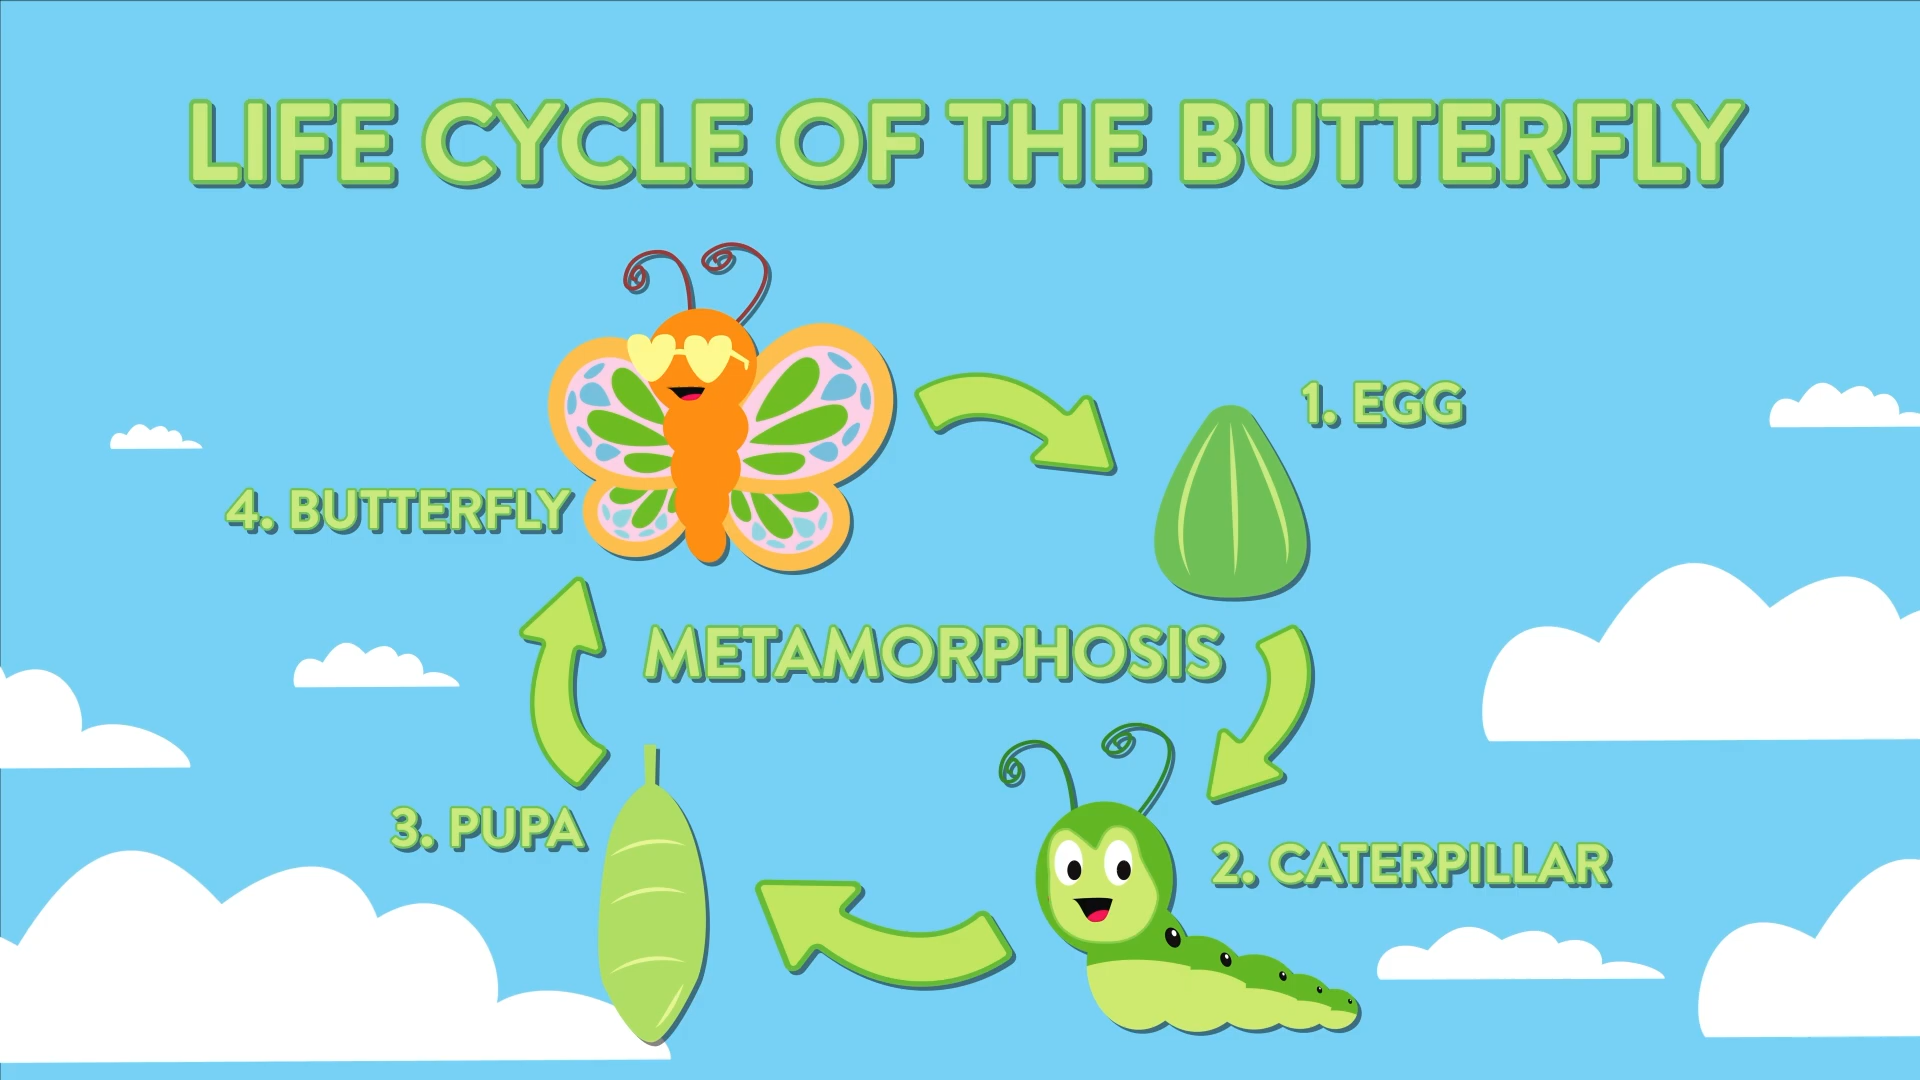 LIFE CYCLE OF THE BUTTERFLY
1. EGG
4. BUTTERFLY
METAMORPHOSIS
3. PUPA
2. CATERPILLAR